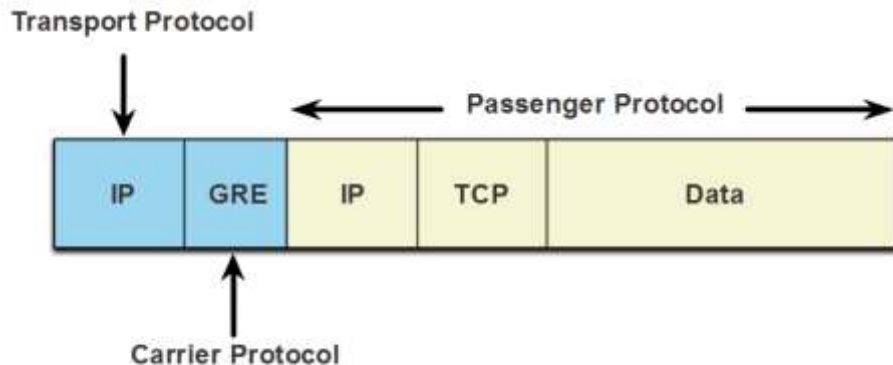 Transport Protocol
Passenger Protocol
IP
GRE
IP
TCP
Data
Carrier Protocol